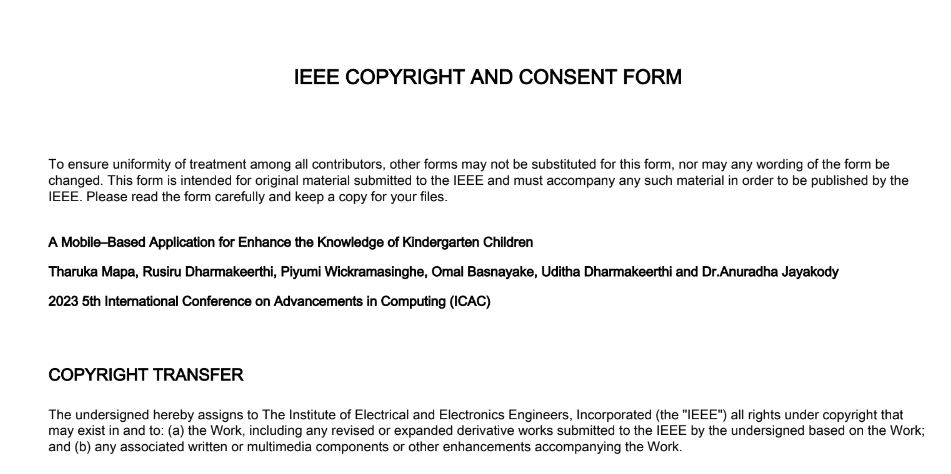 IEEE COPYRIGHT AND CONSENT FORM
To ensure uniformity of treatment among all contributors, other forms may not be substituted for this form, nor may any wording of the form be
changed. This form is intended for original material submitted to the IEEE and must accompany any such material in order to be published by the
IEEE. Please read the form carefully and keep a copy for your files.
A Mobile–Based Application for Enhance the Knowledge of Kindergarten Children
Tharuka Mapa, Rusiru Dharmakeerthi, Piyumi Wickramasinghe, Omal Basnayake, Uditha Dharmakeerthi and Dr.Anuradha Jayakody
2023 5th International Conference on Advancements in Computing (ICAC)
COPYRIGHT TRANSFER
The undersigned hereby assigns to The Institute of Electrical and Electronics Engineers, Incorporated (the "IEEE") all rights under copyright that
may exist in and to: (a) the Work, including any revised or expanded derivative works submitted to the IEEE by the undersigned based on the Work;
and (b) any associated written or multimedia components or other enhancements accompanying the Work.